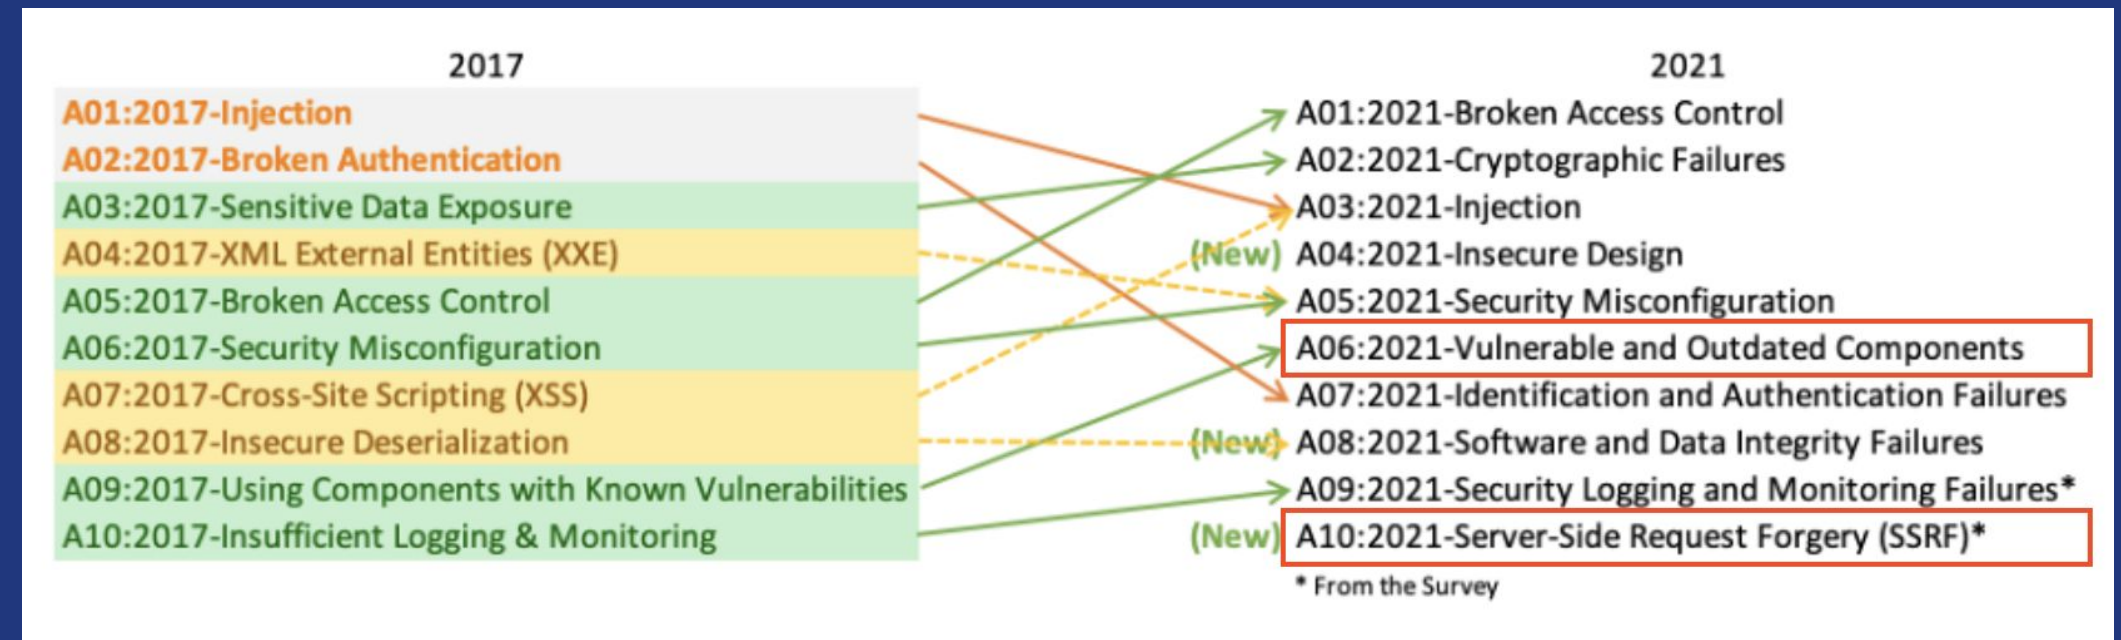 2017
A01:2017-Injection
A02:2017-Broken Authentication
A03:2017-Sensitive Data Exposure
A04:2017-XML External Entities (XXE)
A05:2017-Broken Access Control
A06:2017-Security Misconfiguration
A07:2017-Cross-Site Scripting (XSS)
A08:2017-Insecure Deserialization
A09:2017-Using Components with Known Vulnerabilities
A10:2017-Insufficient Logging & Monitoring
2021
A01:2021-Broken Access Control
A02:2021-Cryptographic Failures
A03:2021-Injection
(New) A04:2021-Insecure Design
A05:2021-Security Misconfiguration
A06:2021-Vulnerable and Outdated Components
A07:2021-Identification and Authentication Failures
(New) A08:2021-Software and Data Integrity Failures
A09:2021-Security Logging and Monitoring Failures*
(New) A10:2021-Server-Side Request Forgery (SSRF)*
* From the Survey